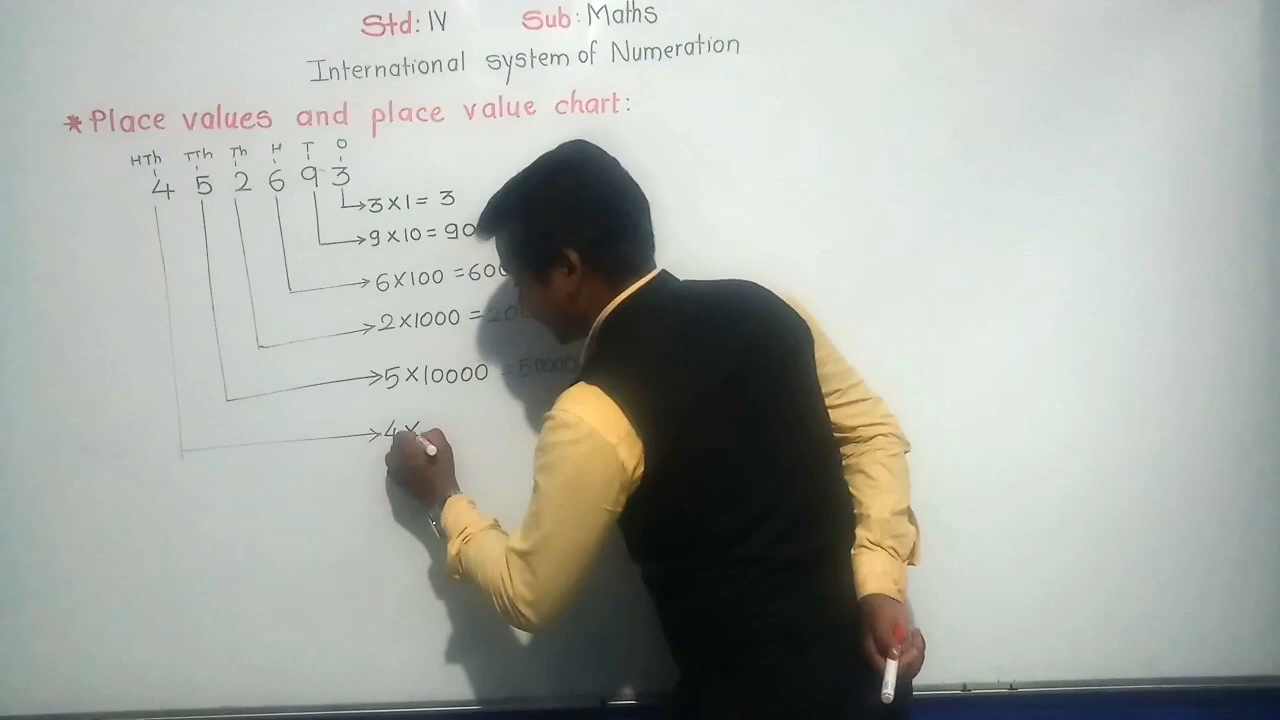 Std: IV Sub: Maths
International system of Numeration
* Place values and place value chart:
HTh TTh Th H T O
4 5 2 6 9 3
3 × 1 = 3
9 × 10 = 90
6 × 100 = 600
2 × 1000 =
5 × 10000 = 50000
4 ×